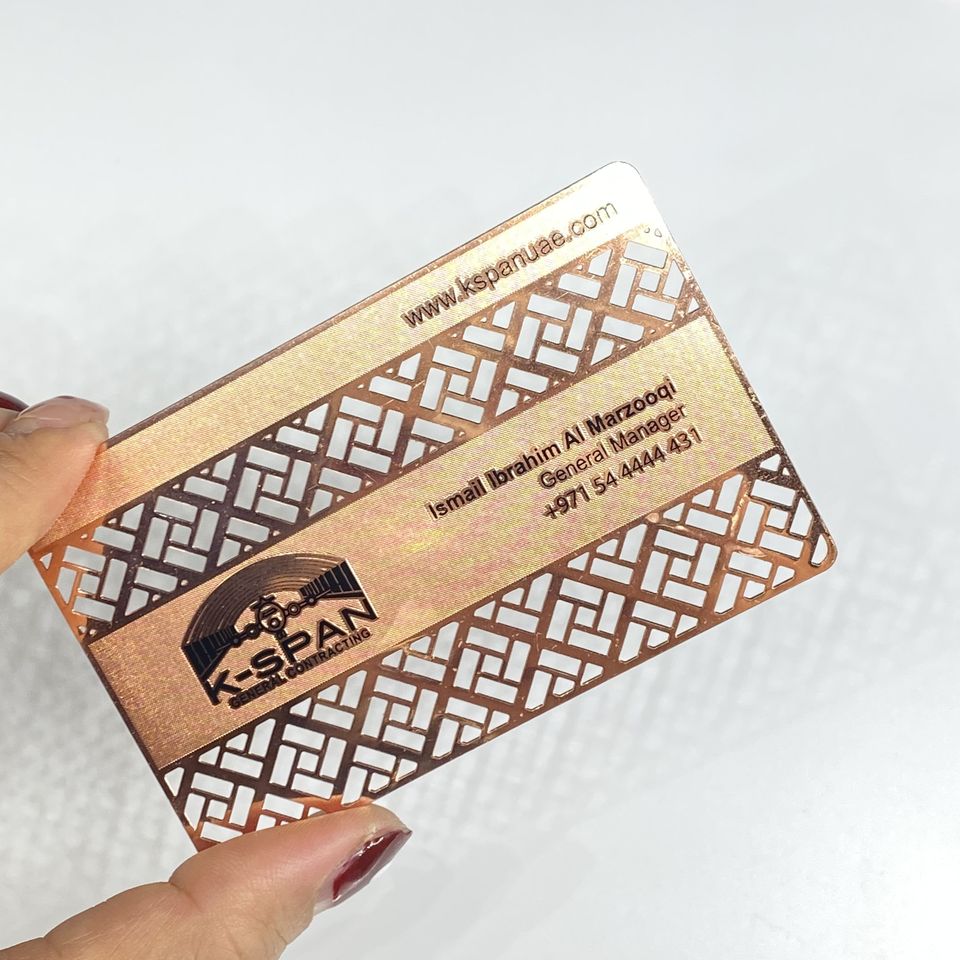 www.kspanuae.com
Ismail Ibrahim Al Marzooqi
General Manager
+971 54 4444 431
K-SPAN
GENERAL CONTRACTING